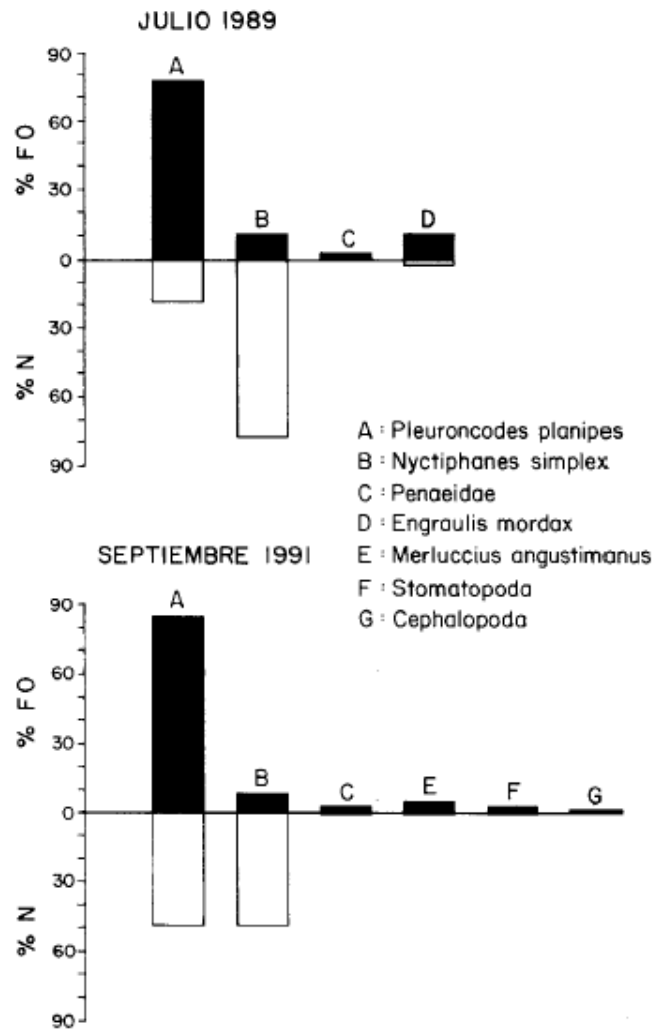 JULIO 1989
90
60
30
0
30
60
90
% FO
% N
A
B
C
D
A : Pleuroncodes planipes
B : Nyctiphanes simplex
C : Penaeidae
D : Engraulis mordax
E : Merluccius angustimanus
F : Stomatopoda
G : Cephalopoda
SEPTIEMBRE 1991
90
60
30
0
30
60
90
% FO
% N
A
B
C
E
F
G